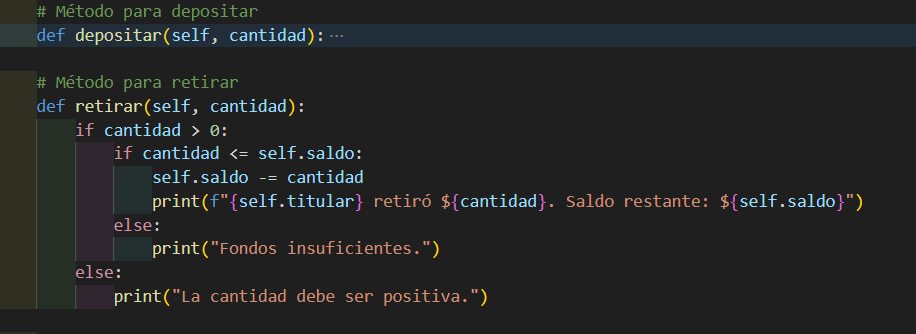 # Método para depositar
def depositar(self, cantidad):···
# Método para retirar
def retirar(self, cantidad):
if cantidad > 0:
if cantidad <= self.saldo:
self.saldo -= cantidad
print(f"{self.titular} retiró ${cantidad}. Saldo restante: ${self.saldo}")
else:
print("Fondos insuficientes.")
else:
print("La cantidad debe ser positiva.")